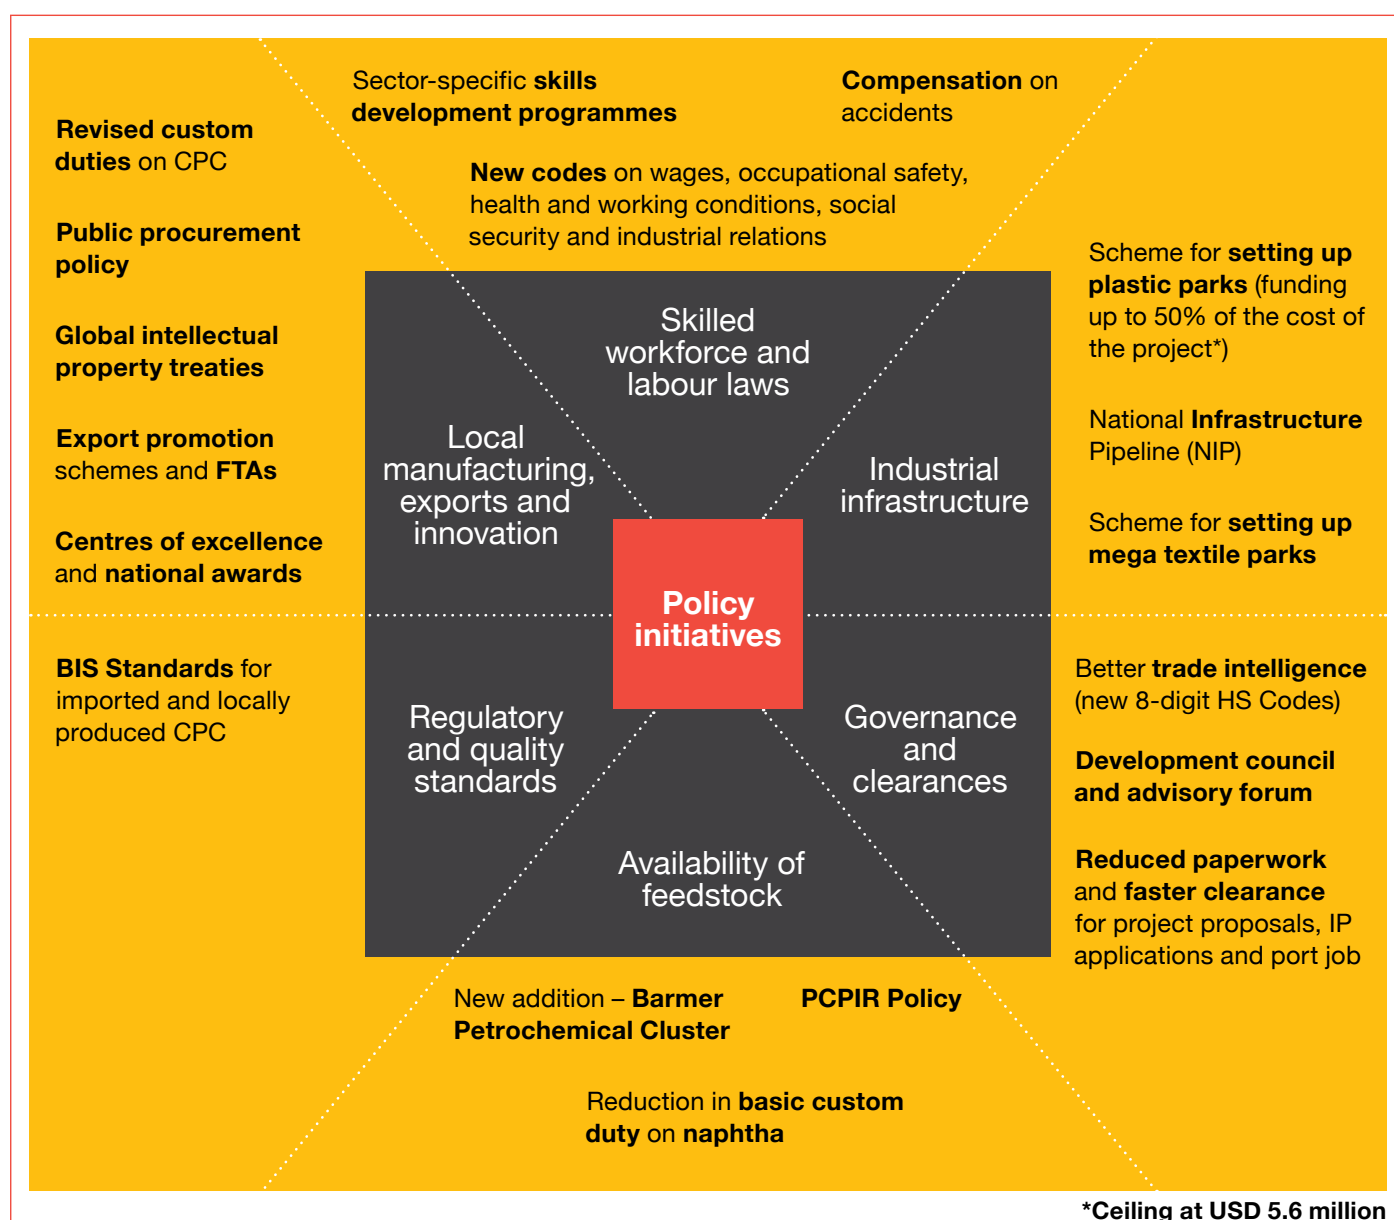 Sector-specific skills
development programmes
Compensation on
accidents
New codes on wages, occupational safety,
health and working conditions, social
security and industrial relations
Revised custom
duties on CPC
Public procurement
policy
Global intellectual
property treaties
Export promotion
schemes and FTAs
Centres of excellence
and national awards
Skilled
workforce and
labour laws
Local
manufacturing,
exports and
innovation
Industrial
infrastructure
Scheme for setting up
plastic parks (funding
up to 50% of the cost of
the project*)
National Infrastructure
Pipeline (NIP)
Scheme for setting up
mega textile parks
Policy
initiatives
BIS Standards for
imported and locally
produced CPC
Regulatory
and quality
standards
Governance
and
clearances
Availability of
feedstock
Better trade intelligence
(new 8-digit HS Codes)
Development council
and advisory forum
Reduced paperwork
and faster clearance
for project proposals, IP
applications and port job
New addition – Barmer
Petrochemical Cluster
PCPIR Policy
Reduction in basic custom
duty on naphtha
*Ceiling at USD 5.6 million